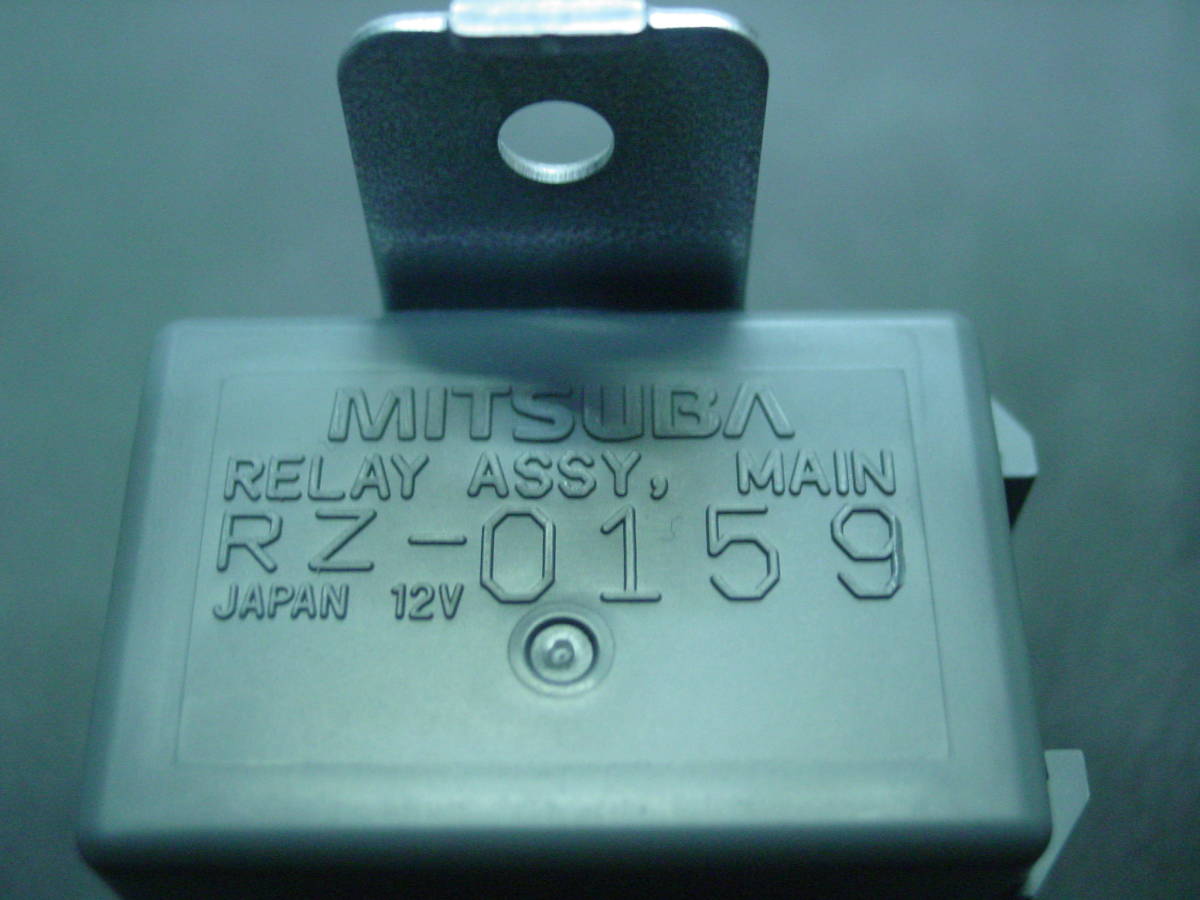 MITSUBA
RELAY ASSY, MAIN
RZ-0159
JAPAN 12V